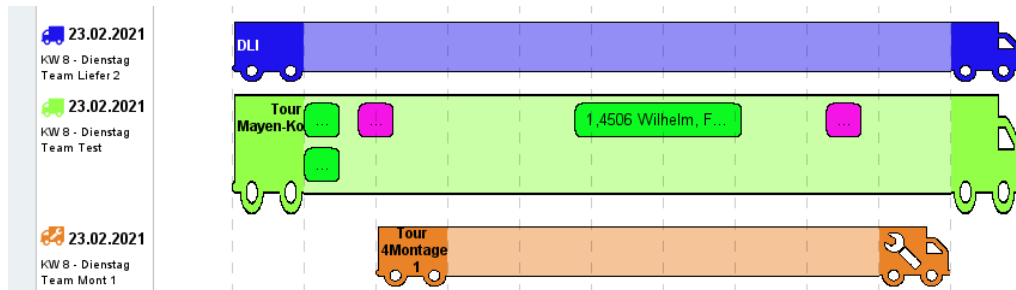 23.02.2021
KW 8 - Dienstag
Team Liefer 2
DLI
23.02.2021
KW 8 - Dienstag
Team Test
Tour
Mayen-Ko
...
...
1,4506 Wilhelm, F...
...
...
23.02.2021
KW 8 - Dienstag
Team Mont 1
Tour
4Montage
1